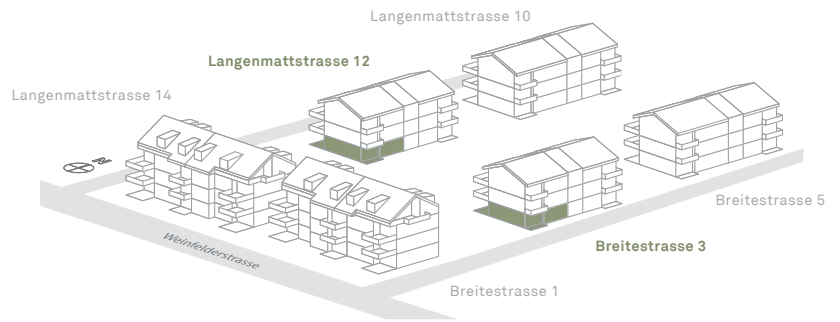 Langenmattstrasse 10
Langenmattstrasse 12
Langenmattstrasse 14
N
Breitestrasse 5
Weinfelderstrasse
Breitestrasse 3
Breitestrasse 1